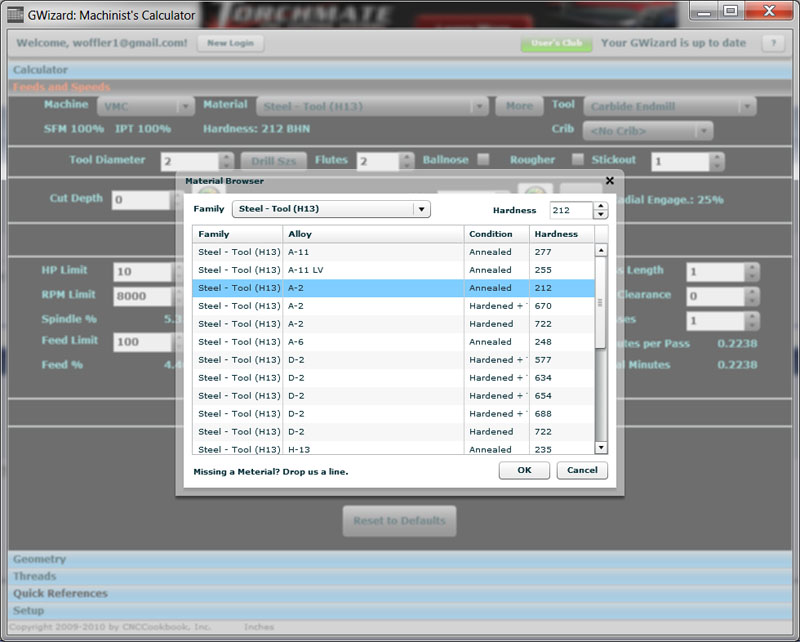 TORCHMATE
GWizard: Machinist's Calculator
Welcome, woffler1@gmail.com! New Login User's Club Your GWizard is up to date ?
Calculator
Feeds and Speeds
Machine VMC Material Steel - Tool (H13) More Tool Carbide Endmill
SFM 100% IPT 100% Hardness: 212 BHN Crib <No Crib>
Tool Diameter 2 Drill Szs Flutes 2 Ballnose Rougher Stickout 1
Material Browser
Cut Depth 0 Engage.: 25%
Family Steel - Tool (H13) Hardness 212
Family Alloy Condition Hardness
Steel - Tool (H13) A-11 Annealed 277
Steel - Tool (H13) A-11 LV Annealed 255
Steel - Tool (H13) A-2 Annealed 212
Steel - Tool (H13) A-2 Hardened + 670
Steel - Tool (H13) A-2 Hardened 722
Steel - Tool (H13) A-6 Annealed 248
Steel - Tool (H13) D-2 Hardened + 577
Steel - Tool (H13) D-2 Hardened + 634
Steel - Tool (H13) D-2 Hardened + 654
Steel - Tool (H13) D-2 Hardened + 688
Steel - Tool (H13) D-2 Hardened 722
Steel - Tool (H13) H-13 Annealed 235
Missing a Meterial? Drop us a line. OK Cancel
HP Limit 10 Length 1
RPM Limit 8000 Clearance 0
Spindle % 5.3 1
Feed Limit 100 per Pass 0.2238
Feed % 4.4 Minutes 0.2238
Reset to Defaults
Geometry
Threads
Quick References
Setup
Copyright 2009-2010 by CNCCookbook, Inc. Inches